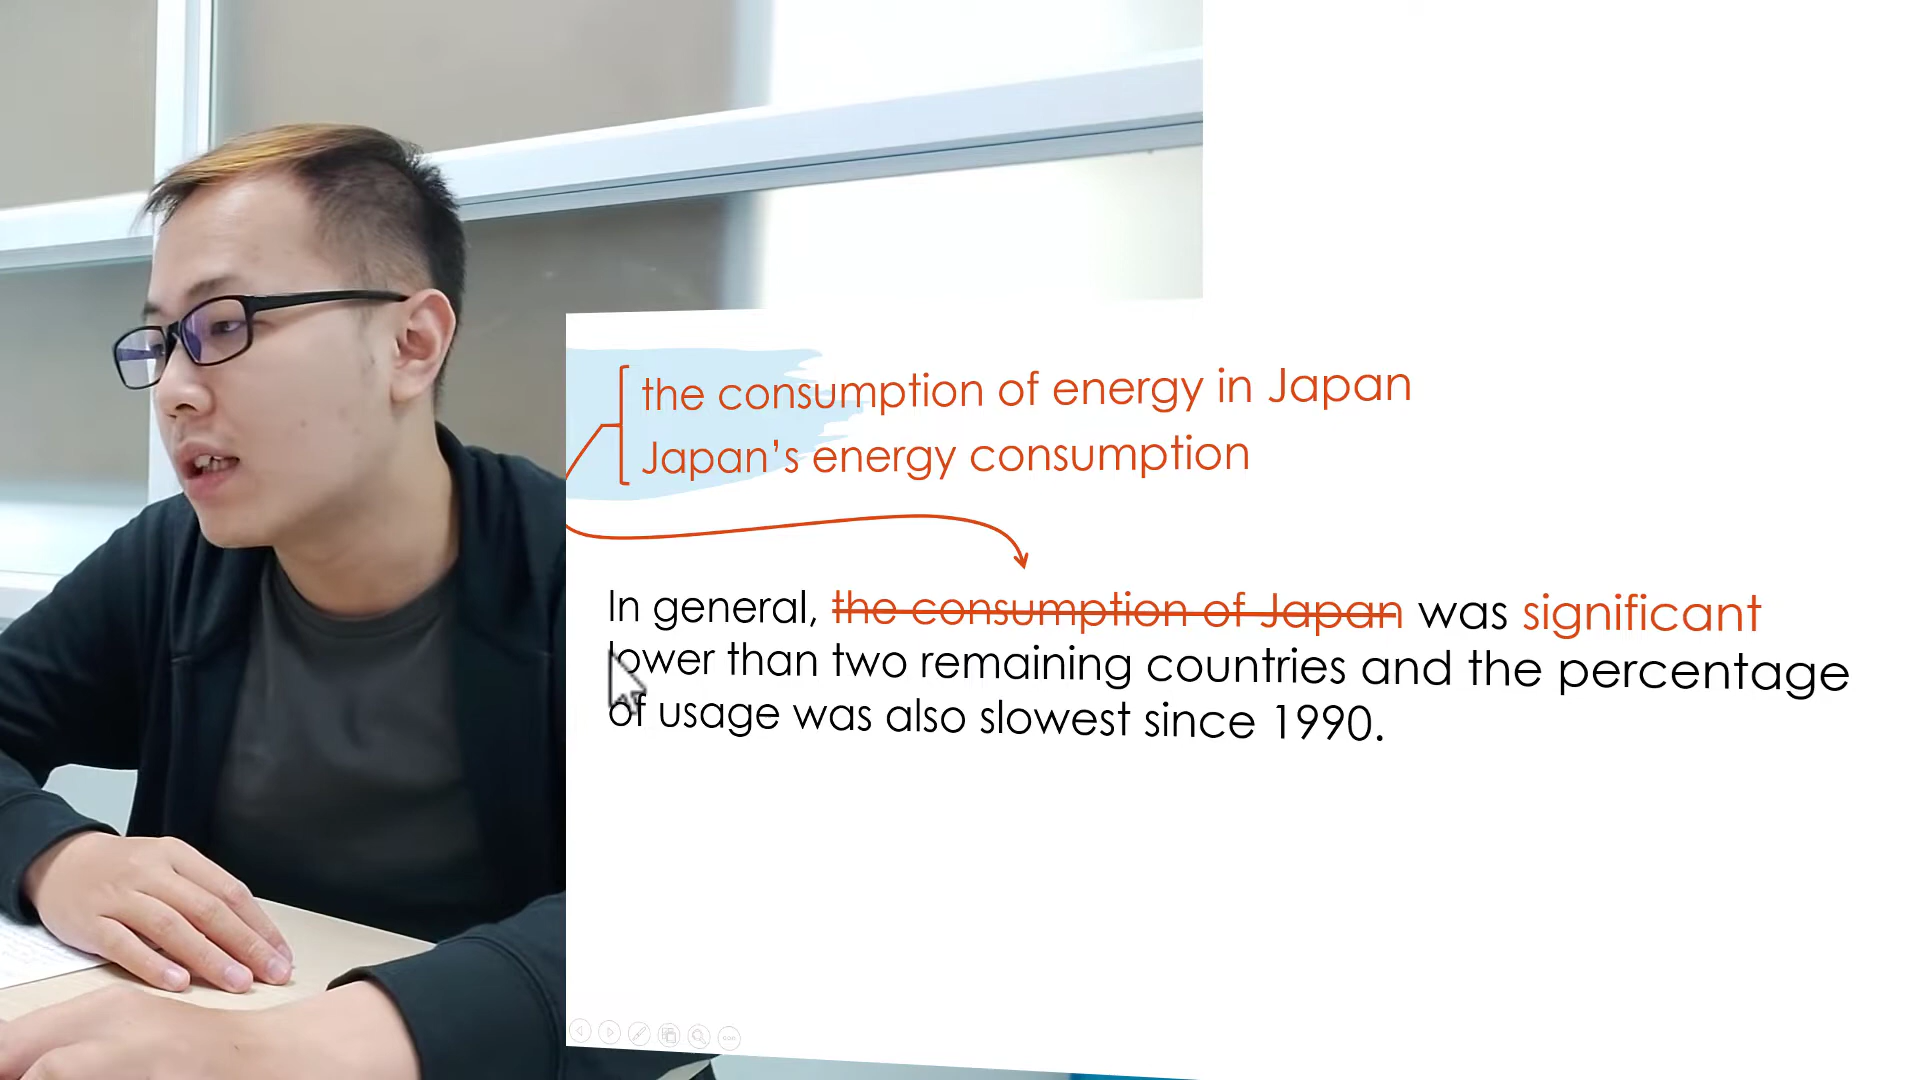 the consumption of energy in Japan
Japan's energy consumption
In general, the consumption of Japan was significant
lower than two remaining countries and the percentage
of usage was also slowest since 1990.